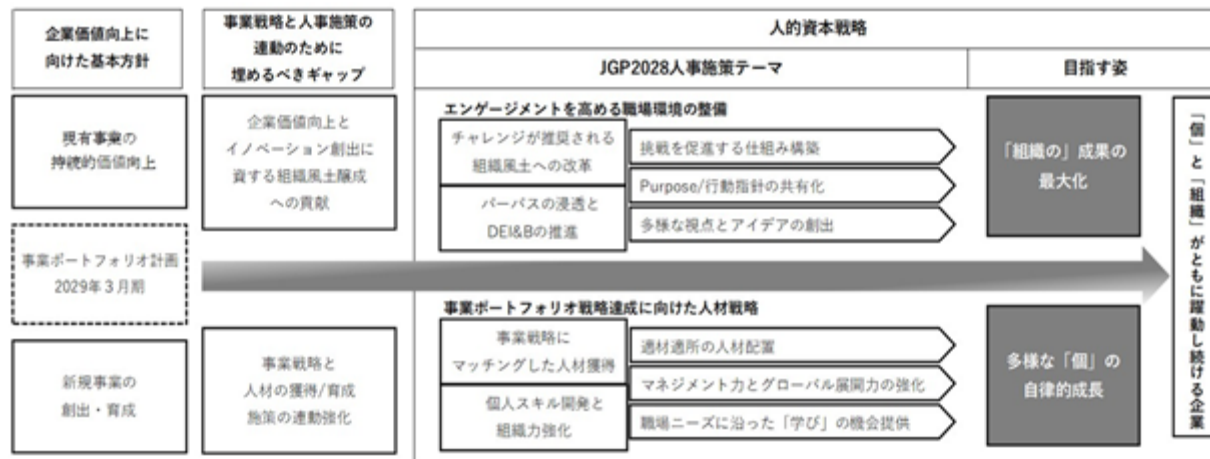 企業価値向上に
向けた基本方針
事業戦略と人事施策の
連動のために
埋めるべきギャップ
人的資本戦略
JGP2028人事施策テーマ
目指す姿
現有事業の
持続的価値向上
事業ポートフォリオ計画
2029年3月期
新規事業の
創出・育成
企業価値向上と
イノベーション創出に
資する組織風土醸成
への貢献
事業戦略と
人材の獲得/育成
施策の連動強化
エンゲージメントを高める職場環境の整備
チャレンジが推奨される
組織風土への改革
パーパスの浸透と
DEI&Bの推進
挑戦を促進する仕組み構築
Purpose/行動指針の共有化
多様な視点とアイデアの創出
事業ポートフォリオ戦略達成に向けた人材戦略
事業戦略に
マッチングした人材獲得
個人スキル開発と
組織力強化
適材適所の人材配置
マネジメント力とグローバル展開力の強化
職場ニーズに沿った「学び」の機会提供
「組織の」成果の
最大化
多様な「個」の
自律的成長
「個」と「組織」がともに躍動し続ける企業